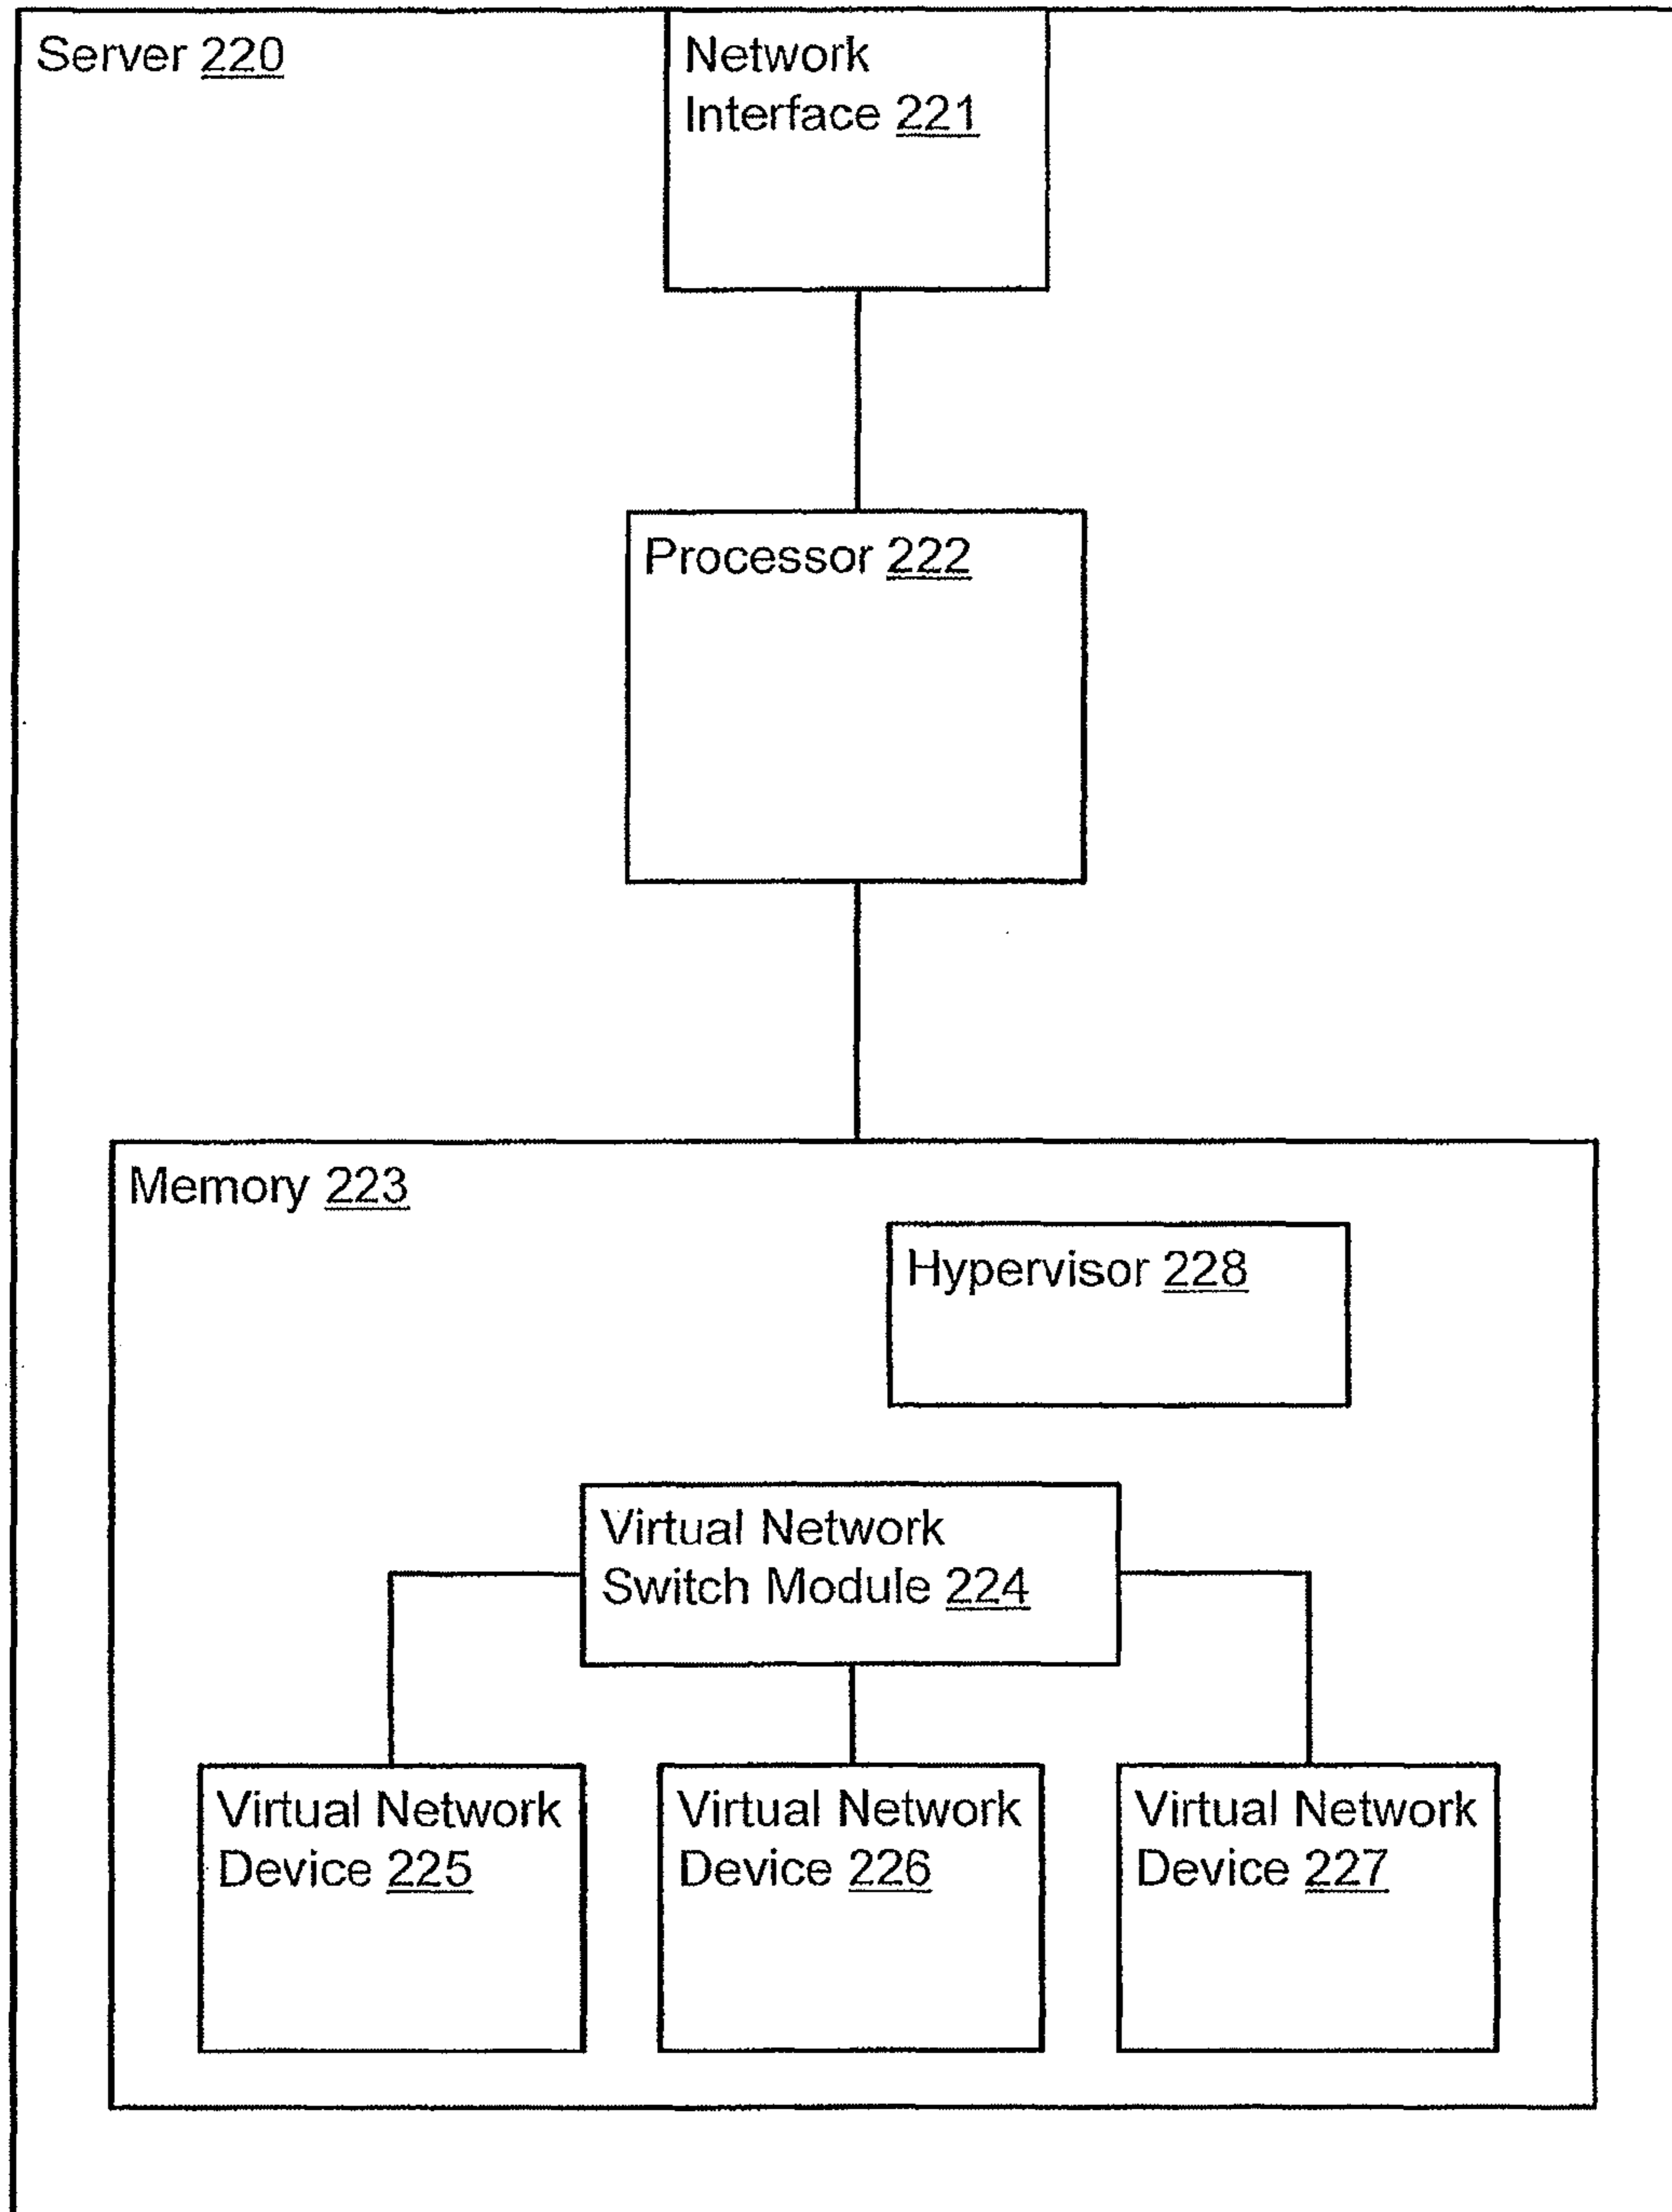 Server 220
Network
Interface 221
Processor 222
Memory 223
Hypervisor 228
Virtual Network
Switch Module 224
Virtual Network
Device 225
Virtual Network
Device 226
Virtual Network
Device 227